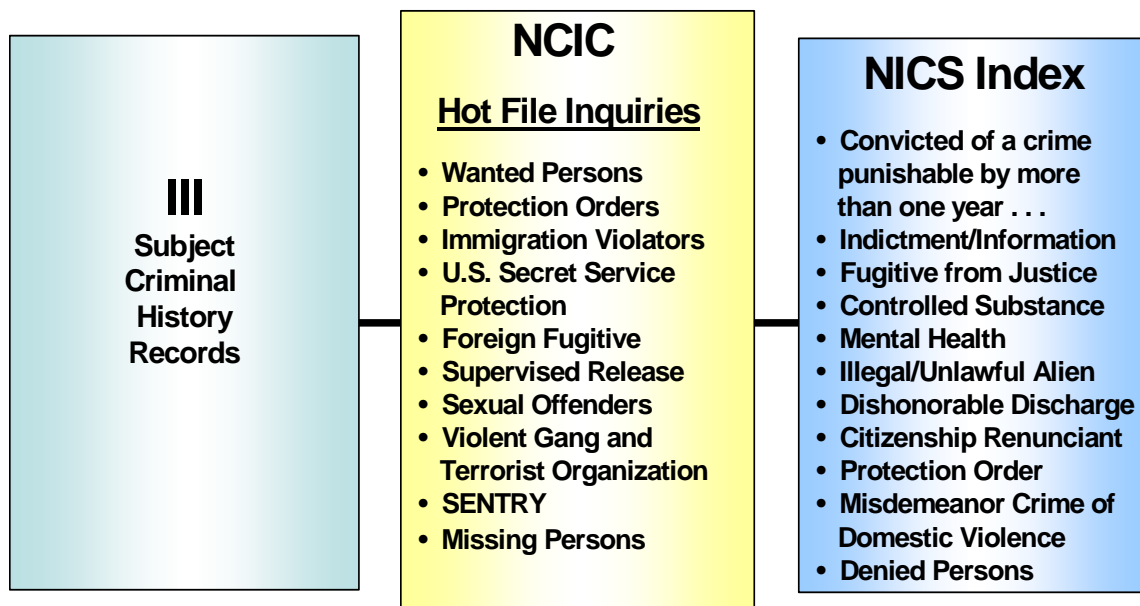 III
Subject
Criminal
History
Records
NCIC
Hot File Inquiries
• Wanted Persons
• Protection Orders
• Immigration Violators
• U.S. Secret Service
Protection
• Foreign Fugitive
• Supervised Release
• Sexual Offenders
• Violent Gang and
Terrorist Organization
• SENTRY
• Missing Persons
NICS Index
• Convicted of a crime
punishable by more
than one year . . .
• Indictment/Information
• Fugitive from Justice
• Controlled Substance
• Mental Health
• Illegal/Unlawful Alien
• Dishonorable Discharge
• Citizenship Renunciant
• Protection Order
• Misdemeanor Crime of
Domestic Violence
• Denied Persons